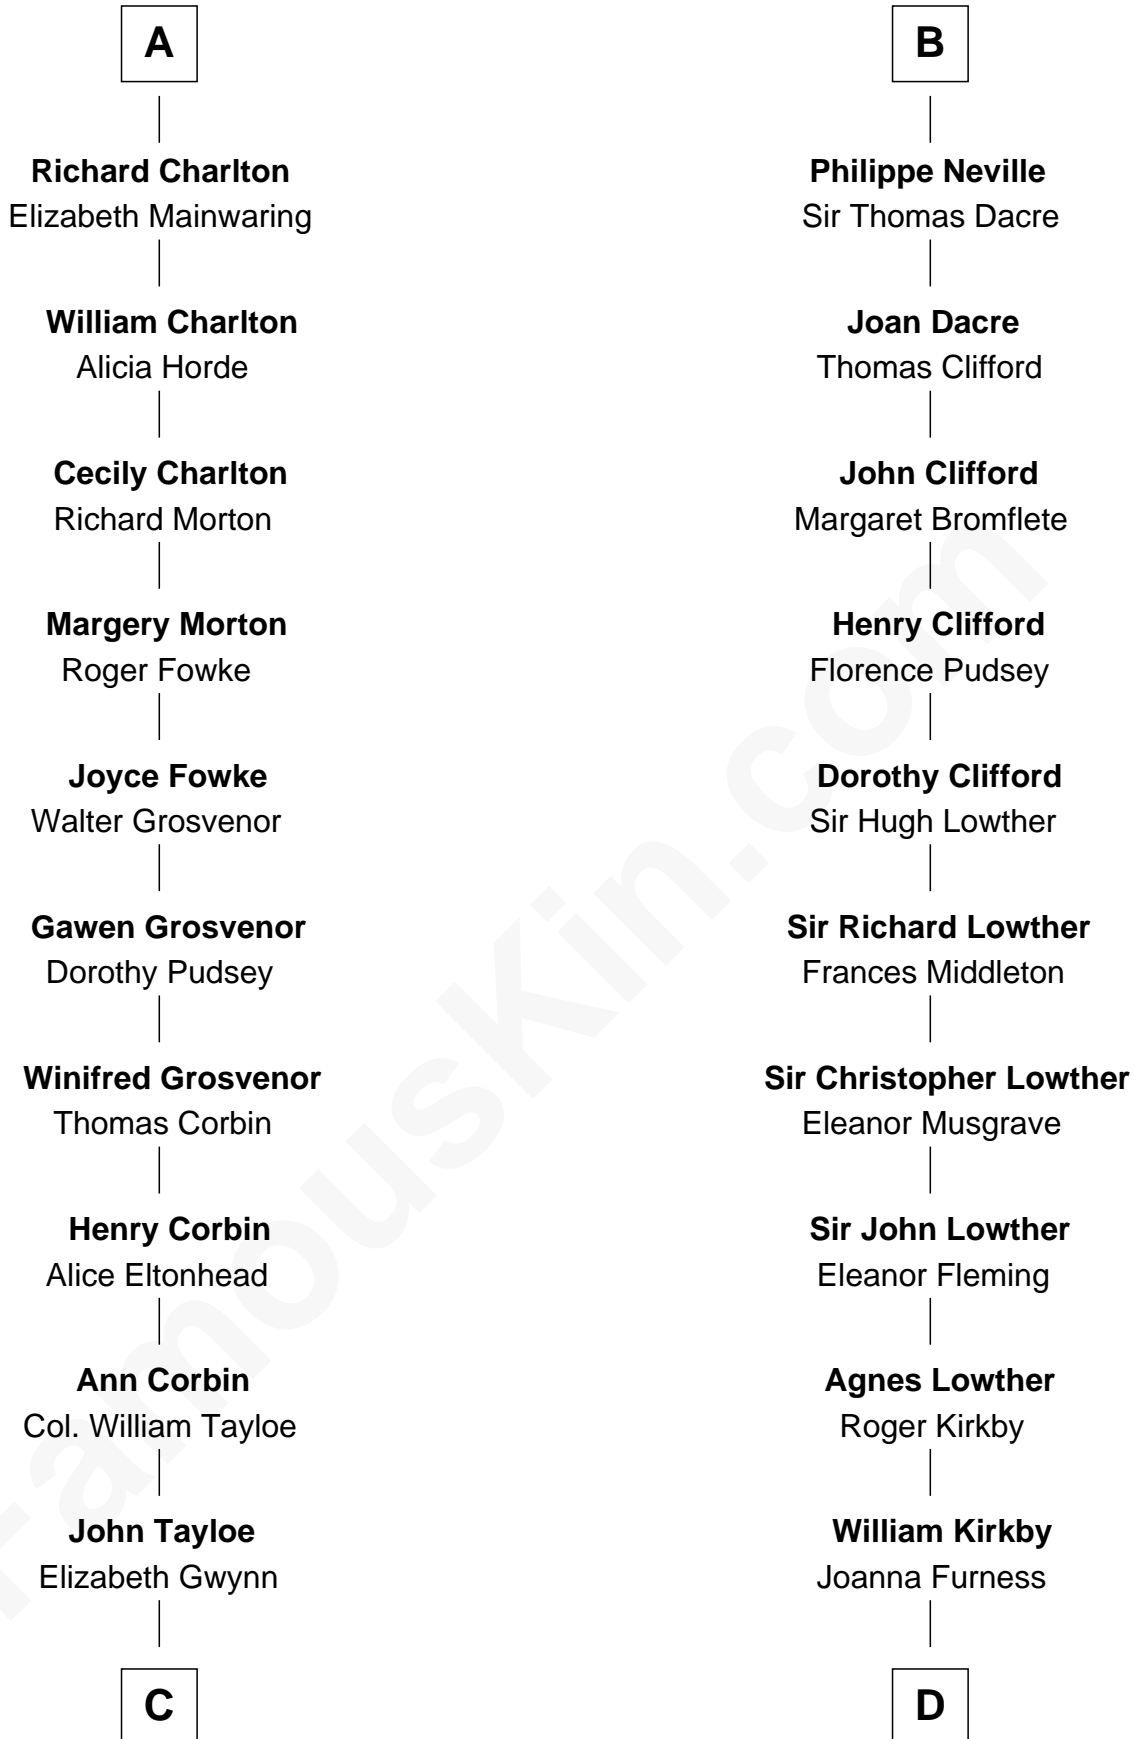 A
Richard Charlton
Elizabeth Mainwaring
William Charlton
Alicia Horde
Cecily Charlton
Richard Morton
Margery Morton
Roger Fowke
Joyce Fowke
Walter Grosvenor
Gawen Grosvenor
Dorothy Pudsey
Winifred Grosvenor
Thomas Corbin
Henry Corbin
Alice Eltonhead
Ann Corbin
Col. William Tayloe
John Tayloe
Elizabeth Gwynn
C
B
Philippe Neville
Sir Thomas Dacre
Joan Dacre
Thomas Clifford
John Clifford
Margaret Bromflete
Henry Clifford
Florence Pudsey
Dorothy Clifford
Sir Hugh Lowther
Sir Richard Lowther
Frances Middleton
Sir Christopher Lowther
Eleanor Musgrave
Sir John Lowther
Eleanor Fleming
Agnes Lowther
Roger Kirkby
William Kirkby
Joanna Furness
D
FamousKin.com